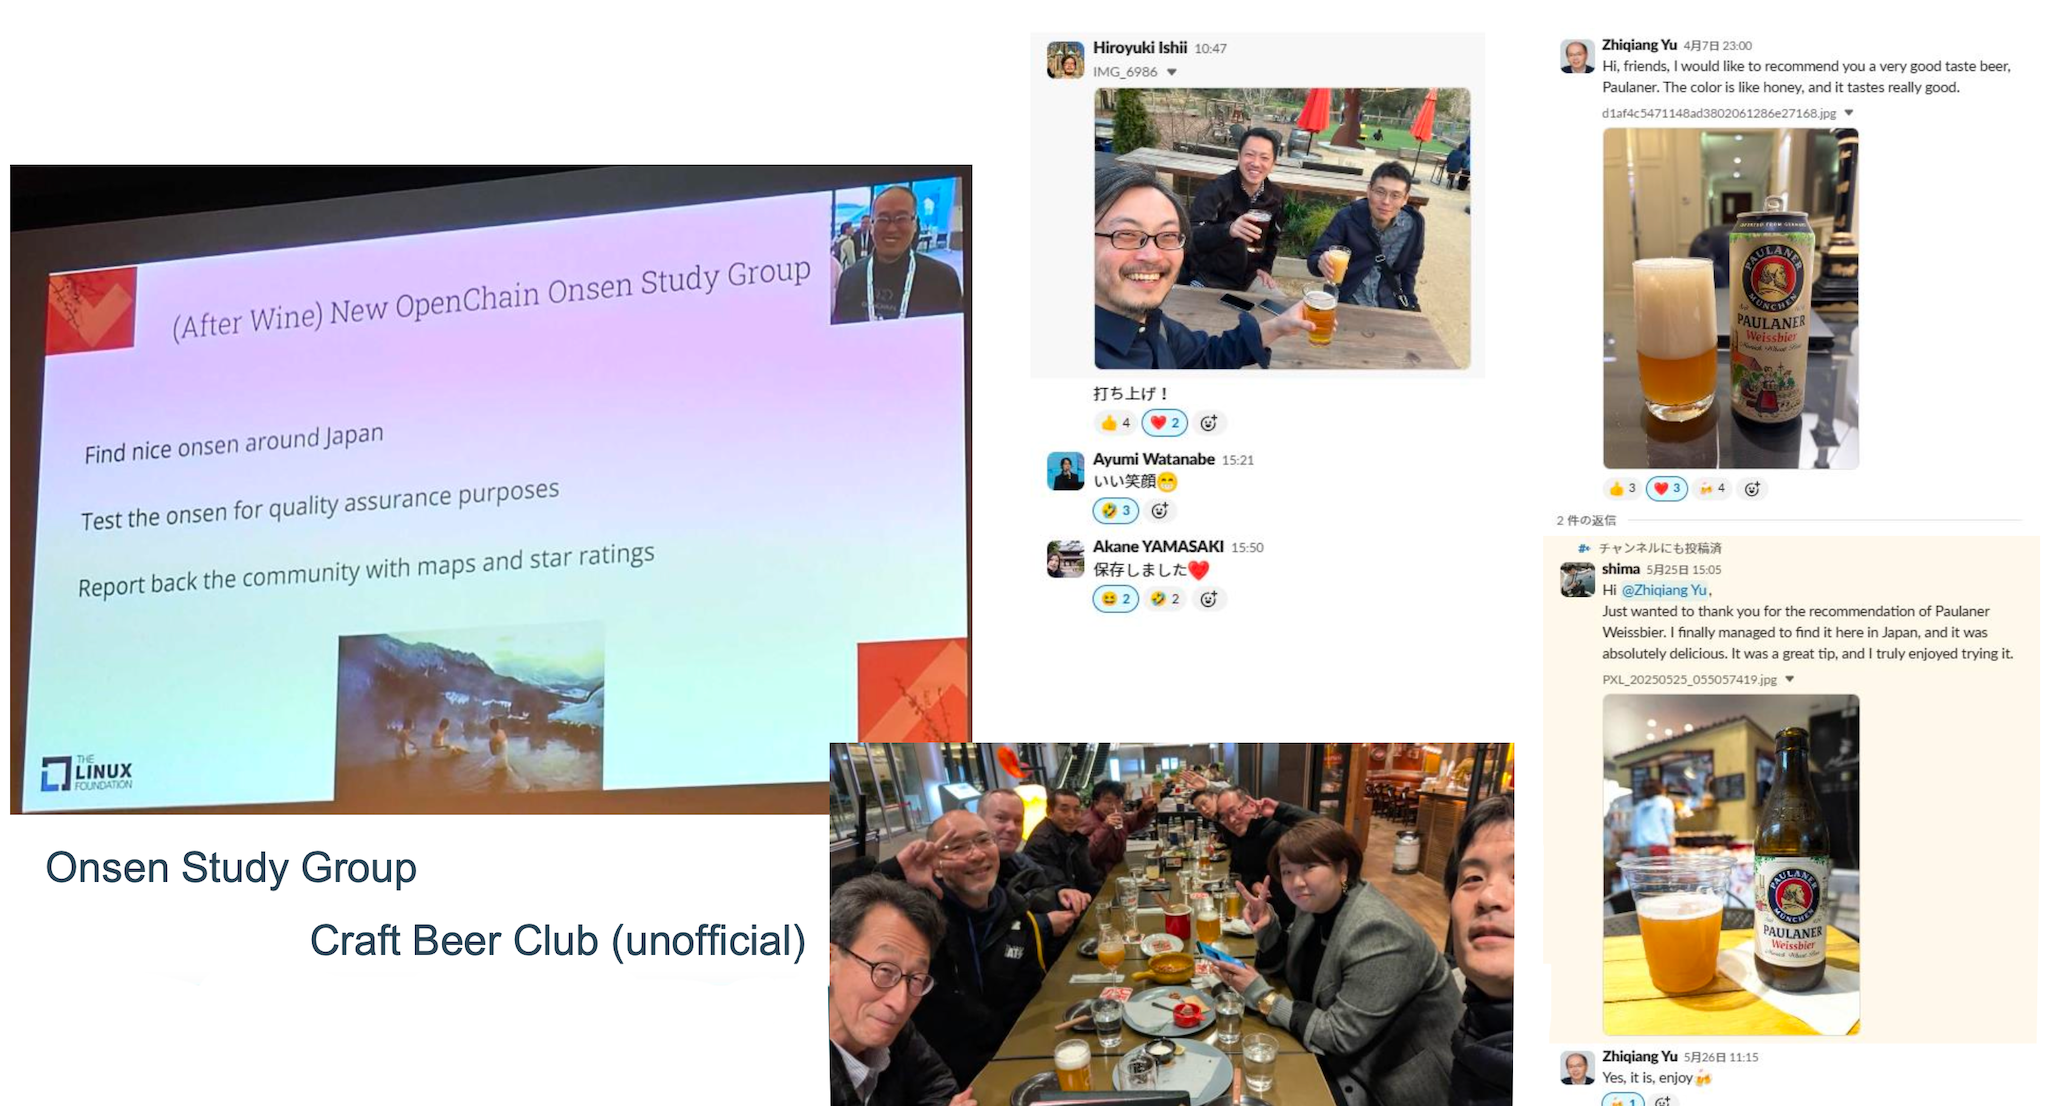 (After Wine) New OpenChain Onsen Study Group
Find nice onsen around Japan
Test the onsen for quality assurance purposes
Report back the community with maps and star ratings
THE
LINUX
FOUNDATION
Onsen Study Group
Craft Beer Club (unofficial)
Hiroyuki Ishii 10:47
IMG_6986
打ち上げ！
4 2
Ayumi Watanabe 15:21
いい笑顔😁
3
Akane YAMASAKI 15:50
保存しました❤️
2 2
Zhiqiang Yu 4月7日 23:00
Hi, friends, I would like to recommend you a very good taste beer,
Paulaner. The color is like honey, and it tastes really good.
d1af4c5471148ad3802061286e27168.jpg
PAULANER
MÜNCHEN
PAULANER
Weissbier
3 3 4
2 件の返信
チャンネルにも投稿済
shima 5月25日 15:05
Hi @Zhiqiang Yu,
Just wanted to thank you for the recommendation of Paulaner
Weissbier. I finally managed to find it here in Japan, and it was
absolutely delicious. It was a great tip, and I truly enjoyed trying it.
PXL_20250525_055057419.jpg
PAULANER
MÜNCHEN
PAULANER
Weissbier
Zhiqiang Yu 5月26日 11:15
Yes, it is, enjoy🍻
1